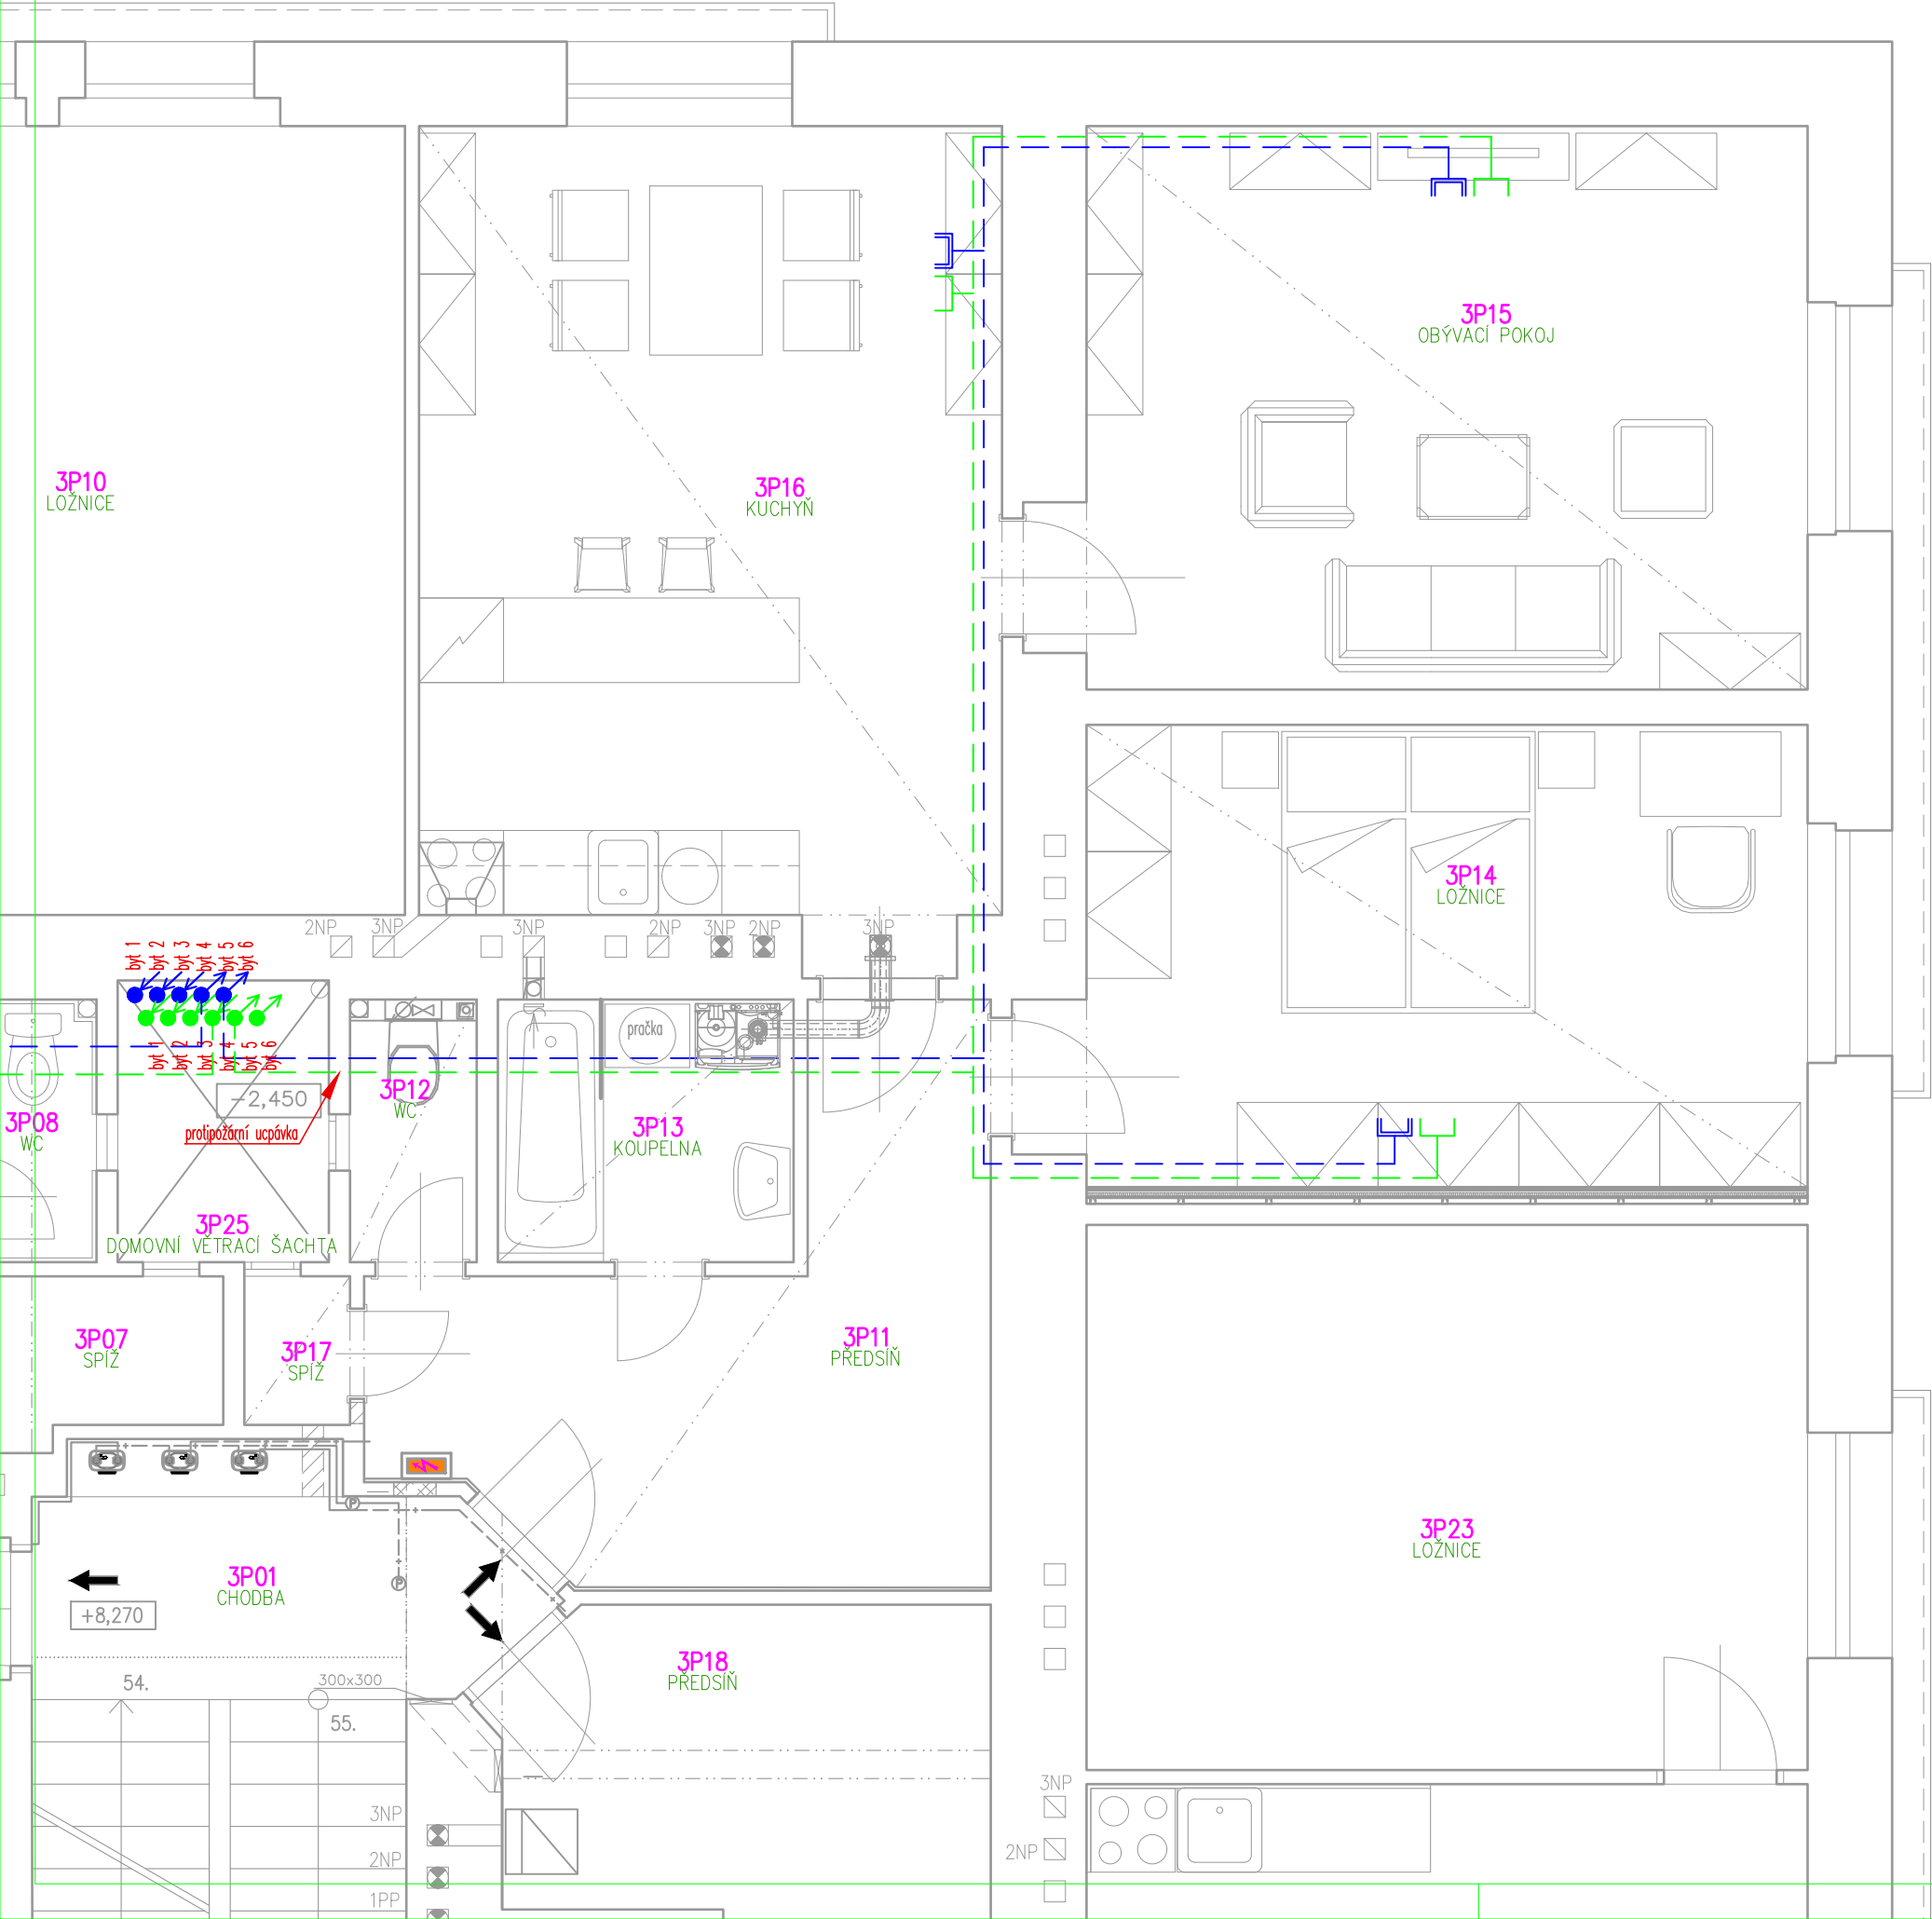 3P10
LOŽNICE
3P16
KUCHYŇ
3P15
OBÝVACÍ POKOJ
3P14
LOŽNICE
2NP
3NP
3NP
2NP
3NP
2NP
3NP
byt 1
byt 2
byt 3
byt 4
byt 5
byt 6
byt 1
byt 2
byt 3
byt 4
byt 5
byt 6
-2,450
protipožární ucpávka
3P08
WC
3P12
WC
pračka
3P13
KOUPELNA
3P25
DOMOVNÍ VĚTRACÍ ŠACHTA
3P07
SPÍŽ
3P17
SPÍŽ
3P11
PŘEDSÍŇ
P
P
3P01
CHODBA
+8,270
3P23
LOŽNICE
3P18
PŘEDSÍŇ
54.
300x300
55.
3NP
2NP
1PP
3NP
2NP